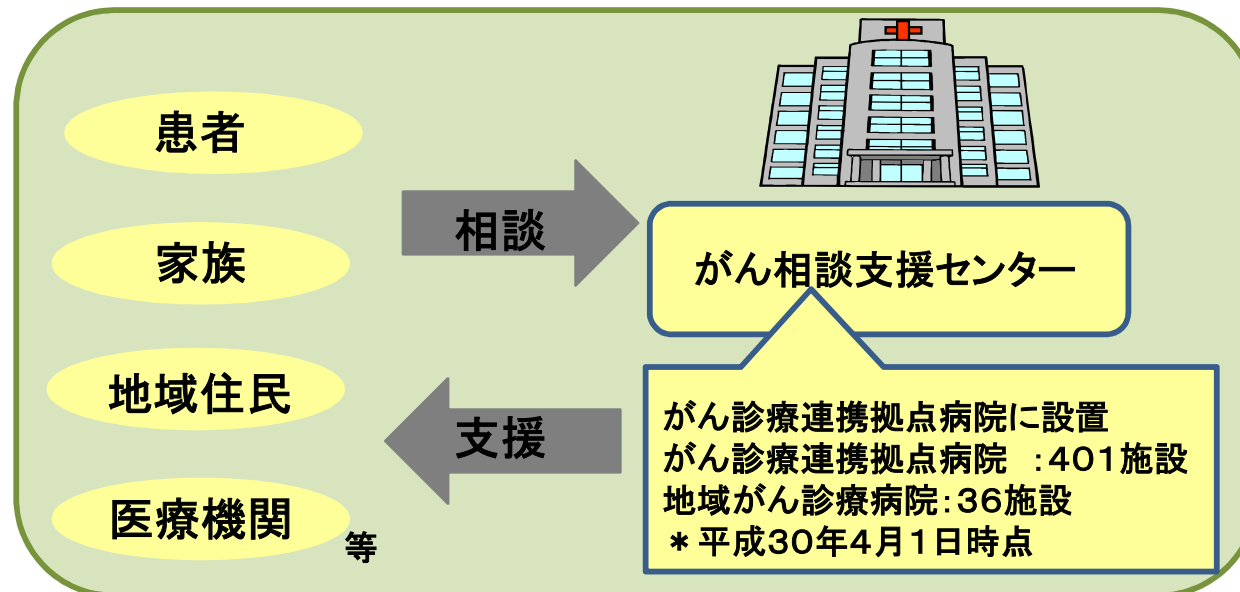 患者
家族
地域住民
医療機関
等
相談
支援
がん相談支援センター
がん診療連携拠点病院に設置
がん診療連携拠点病院　:401施設
地域がん診療病院:36施設
＊平成30年4月1日時点